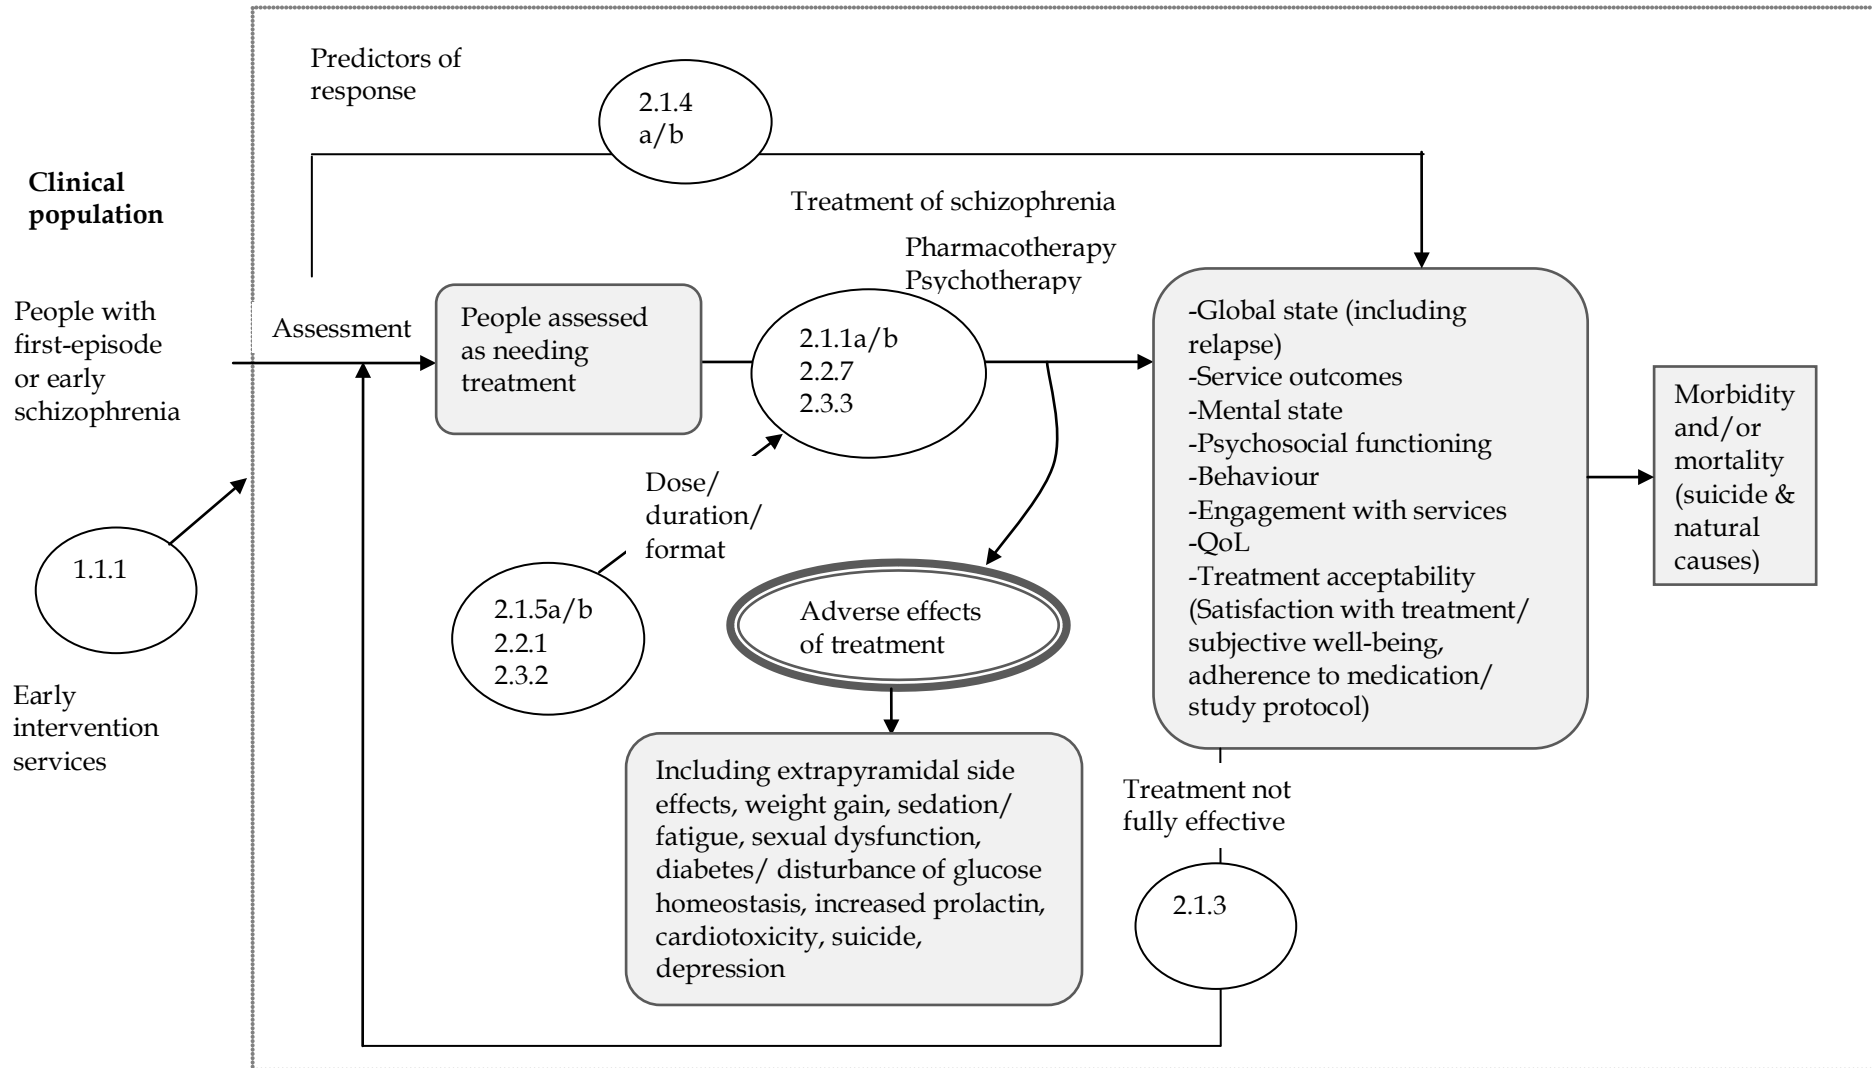 Predictors of
response
2.1.4
a/b
Clinical
population
Treatment of schizophrenia
Pharmacotherapy
Psychotherapy
People with
first-episode
or early
schizophrenia
Assessment
People assessed
as needing
treatment
2.1.1a/b
2.2.7
2.3.3
-Global state (including
relapse)
-Service outcomes
-Mental state
-Psychosocial functioning
-Behaviour
-Engagement with services
-QoL
-Treatment acceptability
(Satisfaction with treatment/
subjective well-being,
adherence to medication/
study protocol)
Morbidity
and/or
mortality
(suicide &
natural
causes)
Dose/
duration/
format
1.1.1
2.1.5a/b
2.2.1
2.3.2
Adverse effects
of treatment
Early
intervention
services
Including extrapyramidal side
effects, weight gain, sedation/
fatigue, sexual dysfunction,
diabetes/ disturbance of glucose
homeostasis, increased prolactin,
cardiotoxicity, suicide,
depression
Treatment not
fully effective
2.1.3